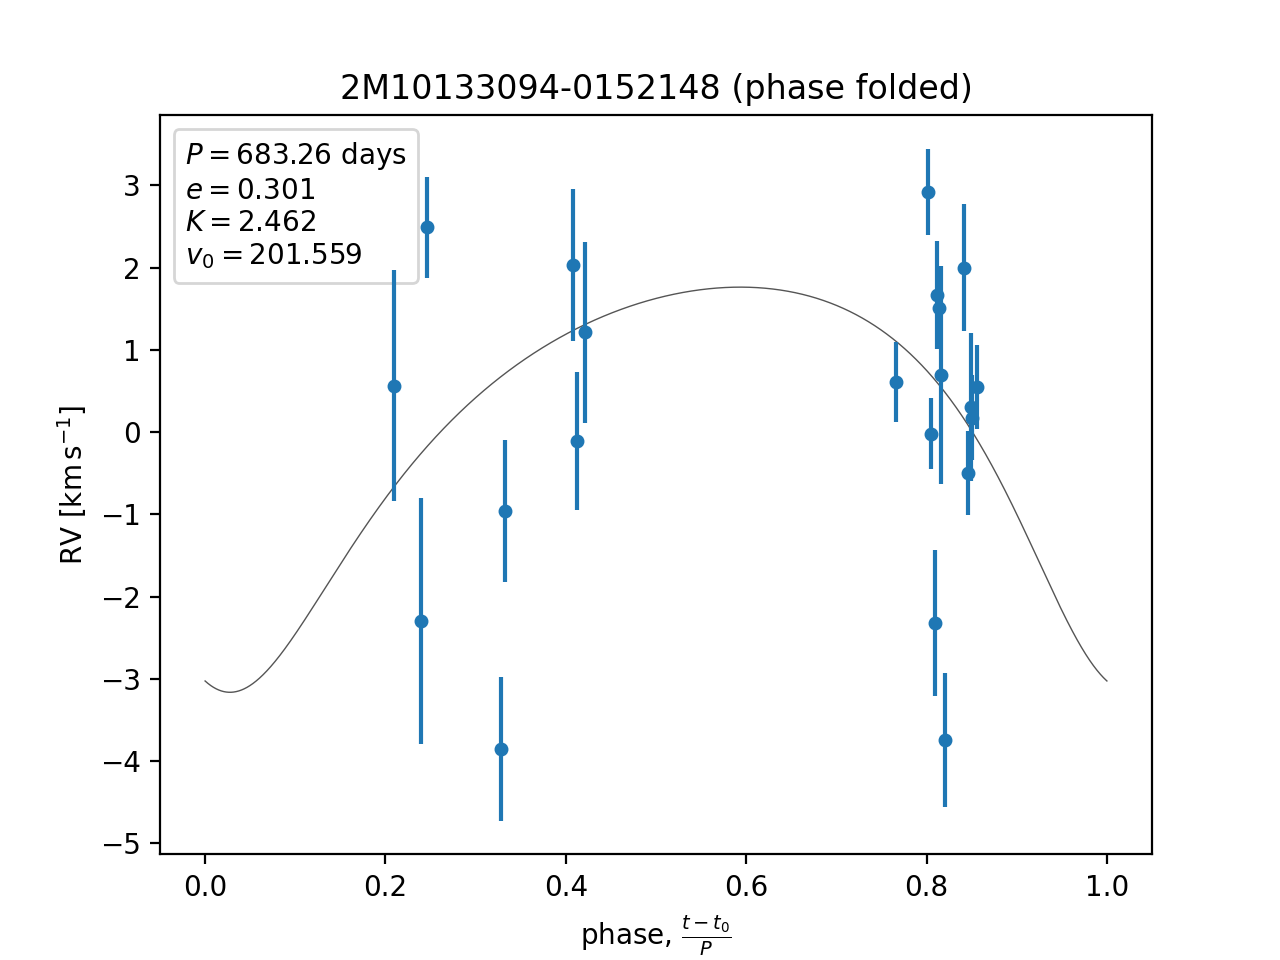 2M10133094-0152148 (phase folded)
P = 683.26 days
e = 0.301
K = 2.462
v₀ = 201.559
3
2
1
0
−1
−2
−3
−4
−5
RV [km s⁻¹]
0.0 0.2 0.4 0.6 0.8 1.0
phase, (t − t₀)/P